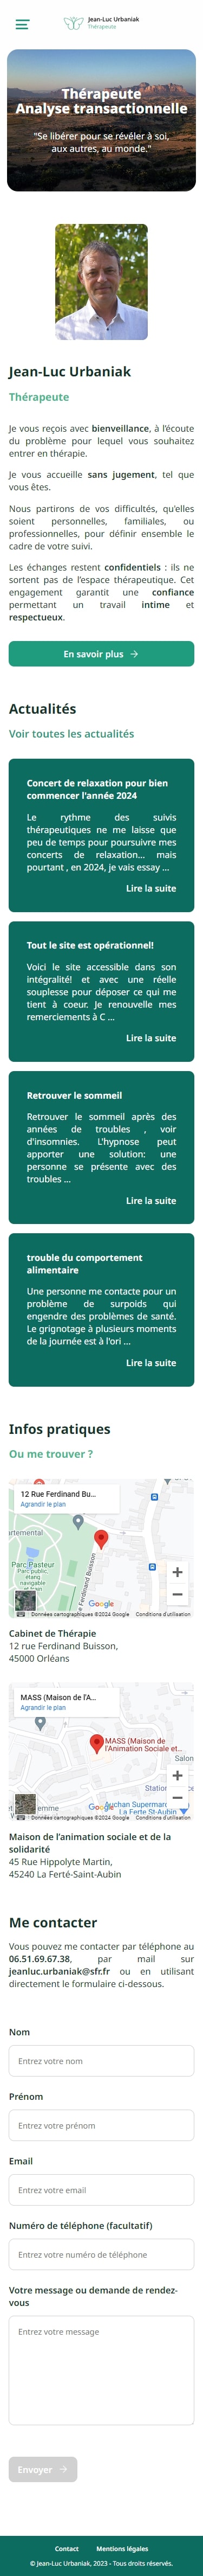 Jean-Luc Urbaniak
Thérapeute
Thérapeute
Analyse transactionnelle
"Se libérer pour se révéler à soi,
aux autres, au monde."
Jean-Luc Urbaniak
Thérapeute
Je vous reçois avec bienveillance, à l'écoute
du problème pour lequel vous souhaitez
entrer en thérapie.
Je vous accueille sans jugement, tel que
vous êtes.
Nous partirons de vos difficultés, qu'elles
soient personnelles, familiales, ou
professionnelles, pour définir ensemble le
cadre de votre suivi.
Les échanges restent confidentiels : ils ne
sortent pas de l'espace thérapeutique. Cet
engagement garantit une confiance
permettant un travail intime et
respectueux.
En savoir plus
Actualités
Voir toutes les actualités
Concert de relaxation pour bien
commencer l'année 2024
Le rythme des suivis
thérapeutiques ne me laisse que
peu de temps pour poursuivre mes
concerts de relaxation... mais
pourtant , en 2024, je vais essay ...
Lire la suite
Tout le site est opérationnel!
Voici le site accessible dans son
intégralité! et avec une réelle
souplesse pour déposer ce qui me
tient à coeur. Je renouvelle mes
remerciements à C ...
Lire la suite
Retrouver le sommeil
Retrouver le sommeil après des
années de troubles , voir
d'insomnies. L'hypnose peut
apporter une solution: une
personne se présente avec des
troubles ...
Lire la suite
trouble du comportement
alimentaire
Une personne me contacte pour un
problème de surpoids qui
engendre des problèmes de santé.
Le grignotage à plusieurs moments
de la journée est à l'ori ...
Lire la suite
Infos pratiques
Ou me trouver ?
12 Rue Ferdinand Bu...
Agrandir le plan
Parc Pasteur
Ferdinand Buisson
Google
Données cartographiques ©2024 Google Conditions d'utilisation
Cabinet de Thérapie
12 rue Ferdinand Buisson,
45000 Orléans
MASS (Maison de l'A...
Agrandir le plan
MASS (Maison de
l'Animation Sociale et...
Salon
Google
Auchan Supermarc
La Ferté St-Aubin
Données cartographiques ©2024 Google Conditions d'utilisation
Maison de l'animation sociale et de la
solidarité
45 Rue Hippolyte Martin,
45240 La Ferté-Saint-Aubin
Me contacter
Vous pouvez me contacter par téléphone au
06.51.69.67.38, par mail sur
jeanluc.urbaniak@sfr.fr ou en utilisant
directement le formulaire ci-dessous.
Nom
Entrez votre nom
Prénom
Entrez votre prénom
Email
Entrez votre email
Numéro de téléphone (facultatif)
Entrez votre numéro de téléphone
Votre message ou demande de rendez-
vous
Entrez votre message
Envoyer
Contact Mentions légales
© Jean-Luc Urbaniak, 2023 - Tous droits réservés.